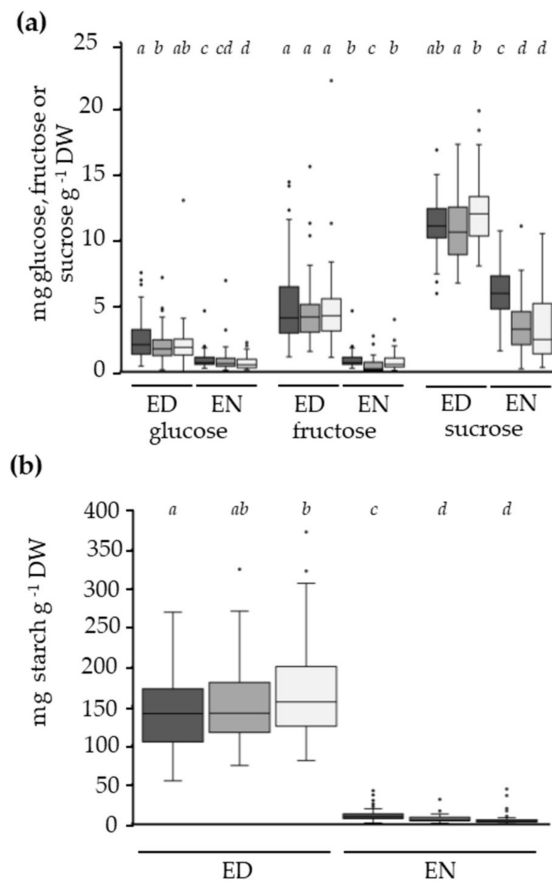 (a)
a b ab c cd d a a a b c b ab a b c d d
25
20
15
10
5
0
mg glucose, fructose or
sucrose g -1 DW
ED EN ED EN ED EN
glucose fructose sucrose
(b)
a ab b c d d
400
350
300
250
200
150
100
50
0
mg starch g -1 DW
ED EN